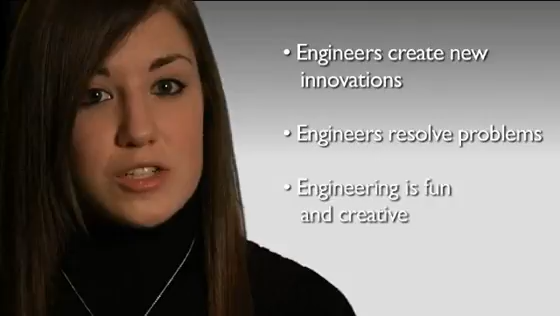 • Engineers create new
innovations
• Engineers resolve problems
• Engineering is fun
and creative